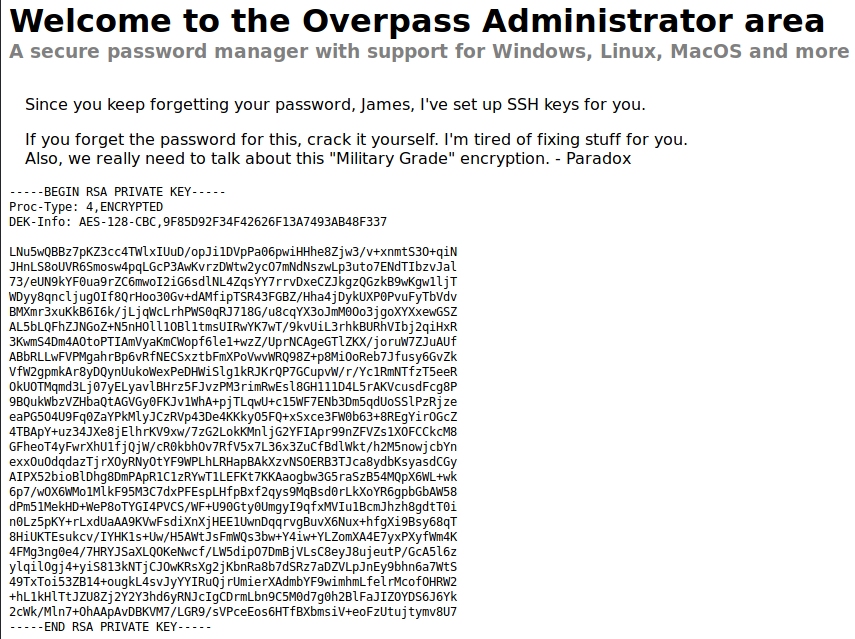 Welcome to the Overpass Administrator area
A secure password manager with support for Windows, Linux, MacOS and more
Since you keep forgetting your password, James, I've set up SSH keys for you.
If you forget the password for this, crack it yourself. I'm tired of fixing stuff for you.
Also, we really need to talk about this "Military Grade" encryption. - Paradox
-----BEGIN RSA PRIVATE KEY-----
Proc-Type: 4,ENCRYPTED
DEK-Info: AES-128-CBC,9F85D92F34F42626F13A7493AB48F337

LNu5wQBBz7pKZ3cc4TWlxIUuD/opJi1DVpPa06pwiHHhe8Zjw3/v+xnmtS3O+qiN
JHnLS8oUVR6Smosw4pqLGcP3AwKvrzDWtw2ycO7mNdNszwLp3uto7ENdTIbzvJal
73/eUN9kYF0ua9rZC6mwoI2iG6sdlNL4ZqsYY7rrvDxeCZJkgzQGzkB9wKgw1ljT
WDyy8qncljugOIf8QrHoo30Gv+dAMfipTSR43FGBZ/Hha4jDykUXP0PvuFyTbVdv
BMXmr3xuKkB6I6k/jLjqWcLrhPWS0qRJ718G/u8cqYX3oJmM0Oo3jgoXYXxewGSZ
AL5bLQFhZJNGoZ+N5nHOll1OBl1tmsUIRwYK7wT/9kvUiL3rhkBURhVIbj2qiHxR
3KwmS4Dm4AOtoPTIAmVyaKmCWopf6le1+wzZ/UprNCAgeGTlZKX/joruW7ZJuAUf
ABbRLLwFVPMgahrBp6vRfNECSxztbFmXPoVwvWRQ98Z+p8MiOoReb7Jfusy6GvZk
VfW2gpmkAr8yDQynUukoWexPeDHWiSlg1kRJKrQP7GCupvW/r/Yc1RmNTfzT5eeR
OkUOTMqmd3Lj07yELyavlBHrz5FJvzPM3rimRwEsl8GH111D4L5rAKVcusdFcg8P
9BQukWbzVZHbaQtAGVGy0FKJv1WhA+pjTLqwU+c15WF7ENb3Dm5qdUoSSlPzRjze
eaPG5O4U9Fq0ZaYPkMlyJCzRVp43De4KKkyO5FQ+xSxce3FW0b63+8REgYirOGcZ
4TBApY+uz34JXe8jElhrKV9xw/7zG2LokKMnljG2YFIApr99nZFVZs1XOFCCkcM8
GFheoT4yFwrXhU1fjQjW/cR0kbhOv7RfV5x7L36x3ZuCfBdlWkt/h2M5nowjcbYn
exxOuOdqdazTjrXOyRNyOtYF9WPLhLRHapBAkXzvNSOERB3TJca8ydbKsyasdCGy
AIPX52bioBlDhg8DmPApR1C1zRYwT1LEFKt7KKAaogbw3G5raSzB54MQpX6WL+wk
6p7/wOX6WMo1MlkF95M3C7dxPFEspLHfpBxf2qys9MqBsd0rLkXoYR6gpbGbAW58
dPm51MekHD+WeP8oTYGI4PVCS/WF+U90Gty0UmgyI9qfxMVIu1BcmJhzh8gdtT0i
n0Lz5pKY+rLxdUaAA9KVwFsdiXnXjHEE1UwnDqqrvgBuvX6Nux+hfgXi9Bsy68qT
8HiUKTEsukcv/IYHK1s+Uw/H5AWtJsFmWQs3bw+Y4iw+YLZomXA4E7yxPXyfWm4K
4FMg3ng0e4/7HRYJSaXLQOKeNwcf/LW5dipO7DmBjVLsC8eyJ8ujeutP/GcA5l6z
ylqilOgj4+yiS813kNTjCJOwKRsXg2jKbnRa8b7dSRz7aDZVLpJnEy9bhn6a7WtS
49TxToi53ZB14+ougkL4svJyYYIRuQjrUmierXAdmbYF9wimhmLfelrMcofOHRW2
+hL1kHlTtJZU8Zj2Y2Y3hd6yRNJcIgCDrmLbn9C5M0d7g0h2BlFaJIZOYDS6J6Yk
2cWk/Mln7+OhAApAvDBKVM7/LGR9/sVPceEos6HTfBXbmsiV+eoFzUtujtymv8U7
-----END RSA PRIVATE KEY-----